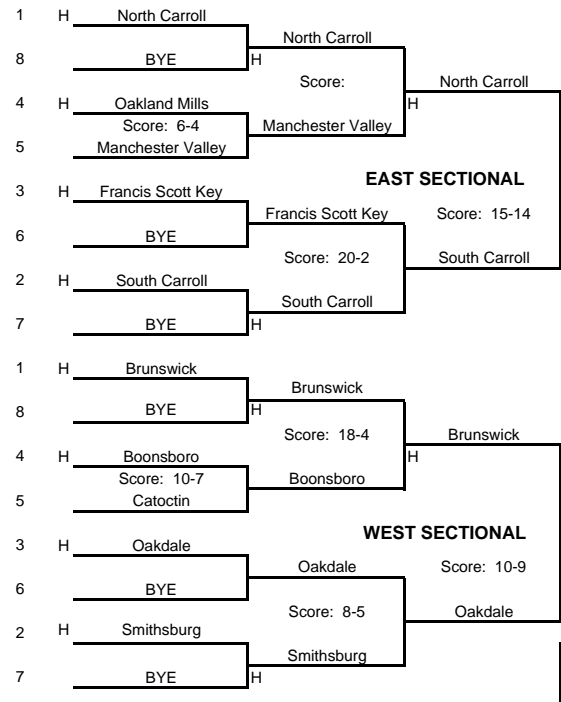 1 H North Carroll
North Carroll
8 BYE H
Score: North Carroll
4 H Oakland Mills H
Score: 6-4 Manchester Valley
5 Manchester Valley
EAST SECTIONAL
3 H Francis Scott Key
Francis Scott Key Score: 15-14
6 BYE
Score: 20-2 South Carroll
2 H South Carroll
South Carroll
7 BYE H
1 H Brunswick
Brunswick
8 BYE H
Score: 18-4 Brunswick
4 H Boonsboro H
Score: 10-7 Boonsboro
5 Catoctin
WEST SECTIONAL
3 H Oakdale
Oakdale Score: 10-9
6 BYE
Score: 8-5 Oakdale
2 H Smithsburg
Smithsburg
7 BYE H